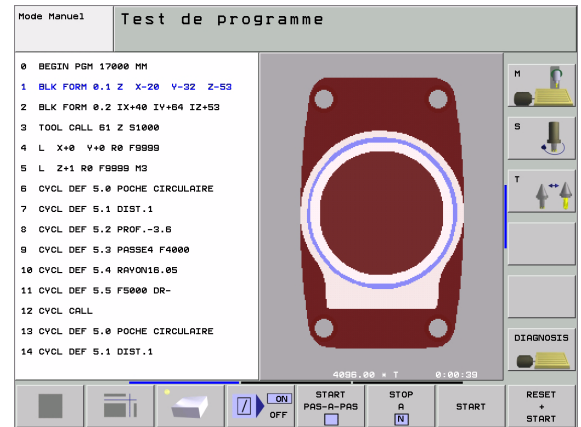 Mode Manuel
Test de programme
0 BEGIN PGM 17000 MM
1 BLK FORM 0.1 Z X-20 Y-32 Z-53
2 BLK FORM 0.2 IX+40 IY+64 IZ+53
3 TOOL CALL 61 Z S1000
4 L X+0 Y+0 R0 F9999
5 L Z+1 R0 F9999 M3
6 CYCL DEF 5.0 POCHE CIRCULAIRE
7 CYCL DEF 5.1 DIST.1
8 CYCL DEF 5.2 PROF.-3.6
9 CYCL DEF 5.3 PASSE4 F4000
10 CYCL DEF 5.4 RAYON16.05
11 CYCL DEF 5.5 F5000 DR-
12 CYCL CALL
13 CYCL DEF 5.0 POCHE CIRCULAIRE
14 CYCL DEF 5.1 DIST.1
4096.00 * T 0:00:39
M
S
T
DIAGNOSIS
ON
OFF
START
PAS-A-PAS
STOP
A
N
START
RESET
+
START